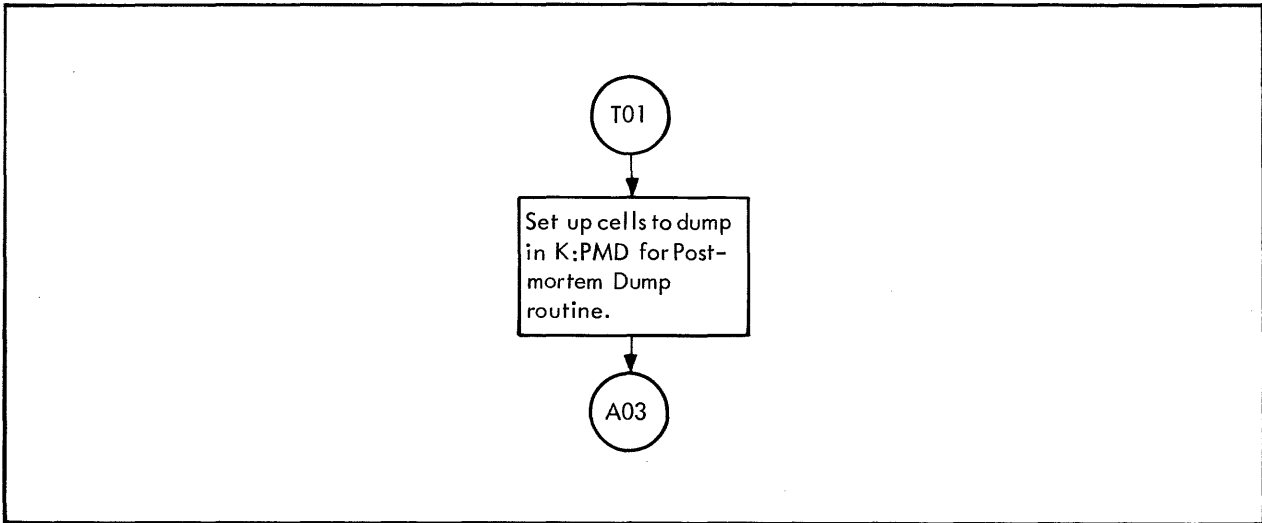 T01
Set up cells to dump
in K:PMD for Post-
mortem Dump
routine.
A03